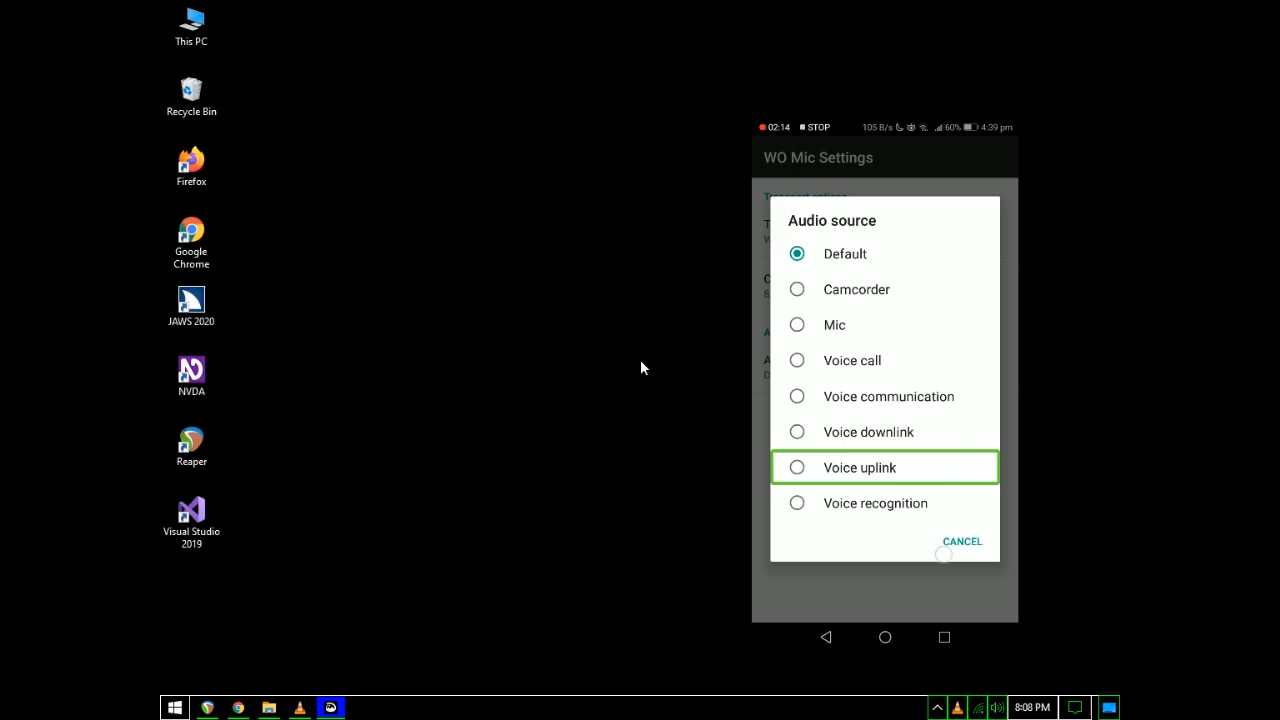 This PC
Recycle Bin
Firefox
Google
Chrome
JAWS 2020
NVDA
Reaper
Visual Studio
2019
02:14 STOP 105 B/s 60% 4:39 pm
WO Mic Settings
Audio source
Default
Camcorder
Mic
Voice call
Voice communication
Voice downlink
Voice uplink
Voice recognition
CANCEL
8:08 PM